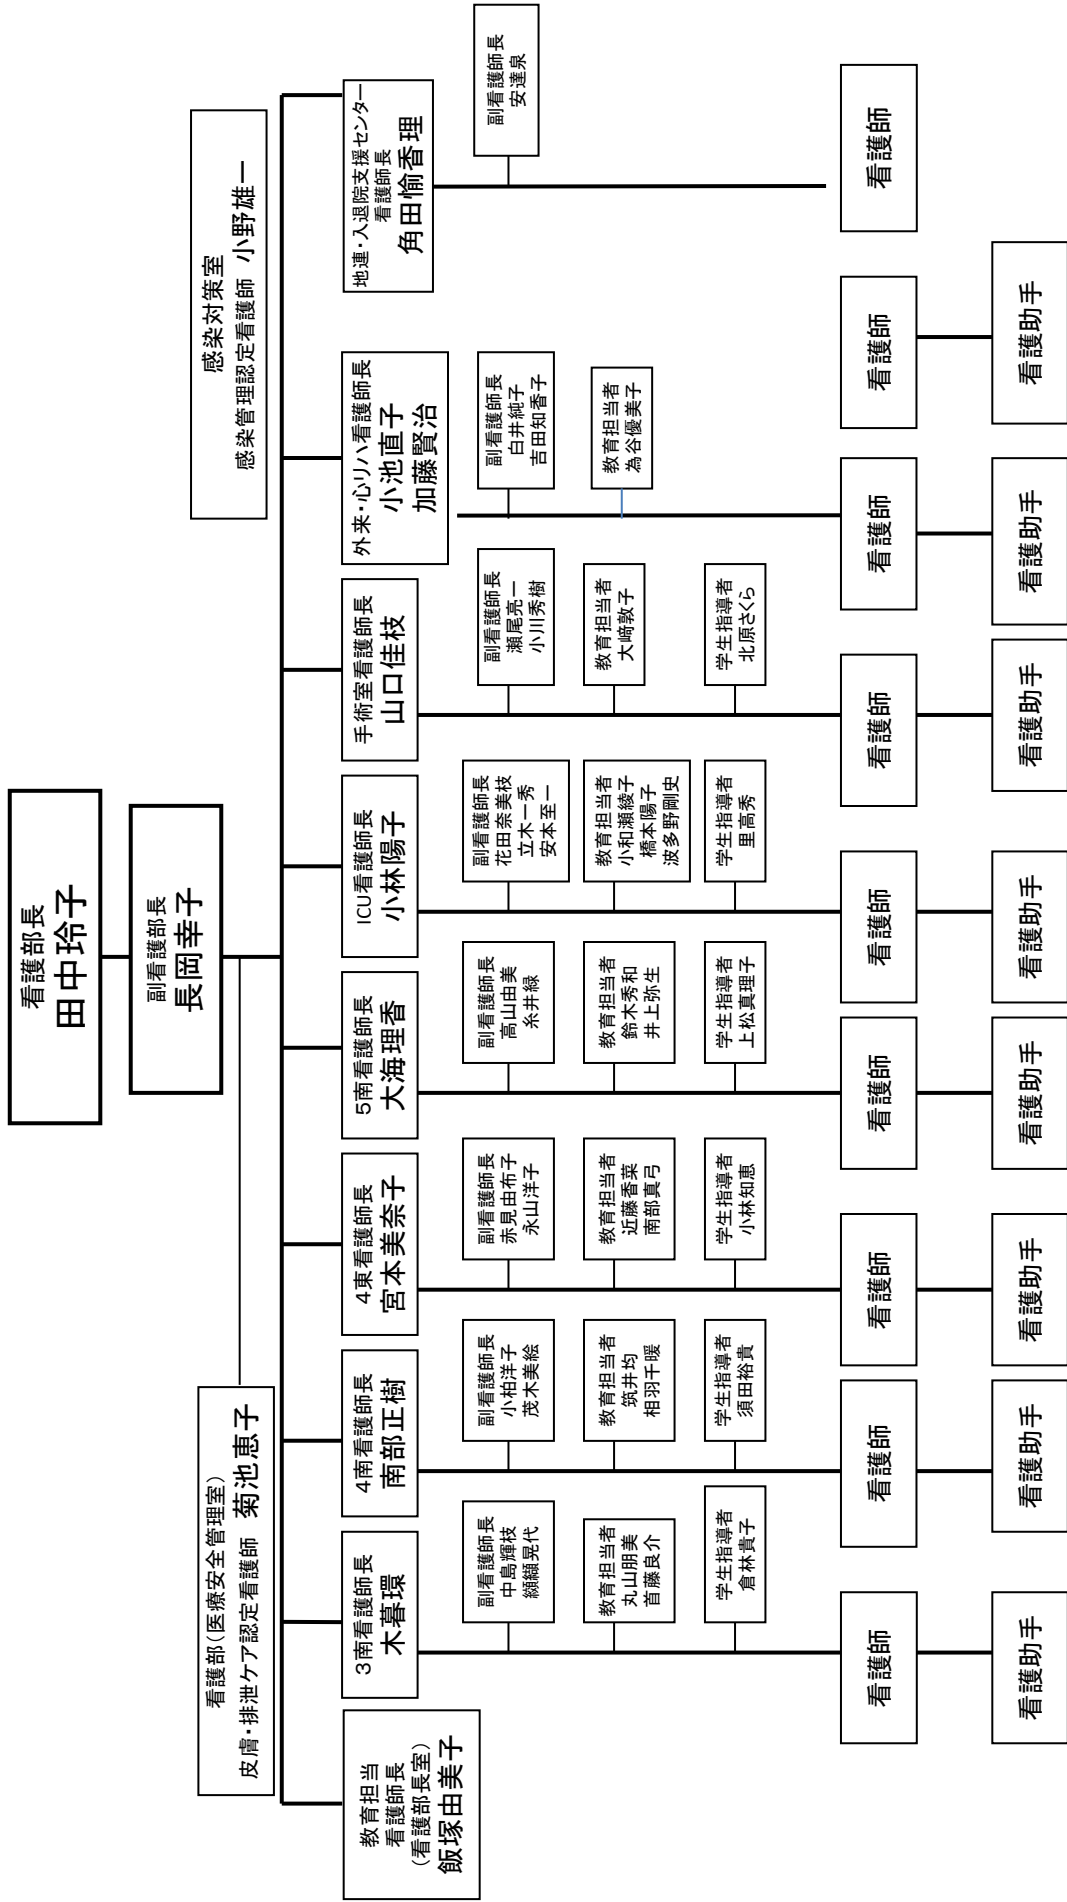 看護部長
田中玲子
副看護部長
長岡幸子
看護部（医療安全管理室）
皮膚・排泄ケア認定看護師 菊池恵子
感染対策室
感染管理認定看護師 小野雄一
教育担当
看護師長
（看護部長室）
飯塚由美子
3南看護師長
木暮環
4南看護師長
南部正樹
4東看護師長
宮本美奈子
5南看護師長
大海理香
ICU看護師長
小林陽子
手術室看護師長
山口佳枝
外来・心リハ看護師長
小池直子
加藤賢治
地連・入退院支援センター
看護師長
角田愉香理
副看護師長
中島輝枝
纐纈晃代
副看護師長
小柏洋子
茂木美絵
副看護師長
赤見由布子
永山洋子
副看護師長
高山由美
糸井緑
副看護師長
花田奈美枝
立木一秀
安本至一
副看護師長
瀬尾亮一
小川秀樹
副看護師長
白井純子
吉田知香子
副看護師長
安達泉
教育担当者
丸山朋美
首藤良介
教育担当者
筑井均
相羽千暖
教育担当者
近藤香菜
南部真弓
教育担当者
鈴木秀和
井上弥生
教育担当者
小和瀬綾子
橋本陽子
波多野剛史
教育担当者
大﨑敦子
教育担当者
為谷優美子
学生指導者
倉林貴子
学生指導者
須田裕貴
学生指導者
小林知恵
学生指導者
上松真理子
学生指導者
里高秀
学生指導者
北原さくら
看護師
看護師
看護師
看護師
看護師
看護師
看護師
看護師
看護師
看護助手
看護助手
看護助手
看護助手
看護助手
看護助手
看護助手
看護助手